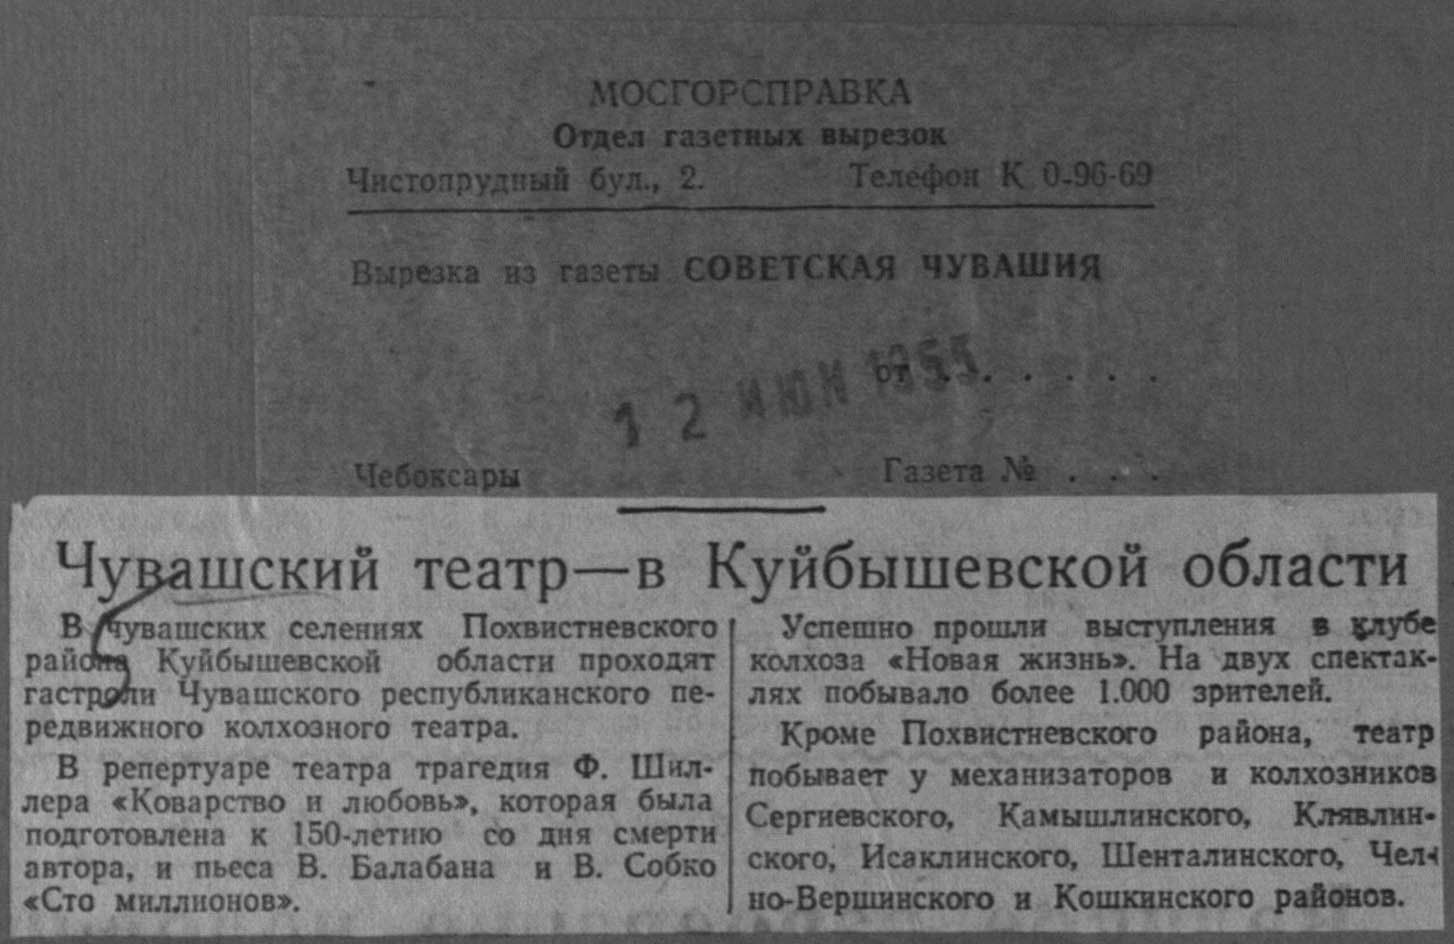 МОСГОРСПРАВКА
Отдел газетных вырезок
Чистопрудный бул., 2. Телефон К 0-96-69
Вырезка из газеты СОВЕТСКАЯ ЧУВАШИЯ
от . . . . . .
12 ИЮН 1955
Чебоксары Газета № . . .
Чувашский театр—в Куйбышевской области
В чувашских селениях Похвистневского
района Куйбышевской области проходят
гастроли Чувашского республиканского пе-
редвижного колхозного театра.
В репертуаре театра трагедия Ф. Шил-
лера «Коварство и любовь», которая была
подготовлена к 150-летию со дня смерти
автора, и пьеса В. Балабана и В. Собко
«Сто миллионов».
Успешно прошли выступления в клубе
колхоза «Новая жизнь». На двух спектак-
лях побывало более 1.000 зрителей.
Кроме Похвистневского района, театр
побывает у механизаторов и колхозников
Сергиевского, Камышлинского, Клявлин-
ского, Исаклинского, Шенталинского, Чел-
но-Вершинского и Кошкинского районов.